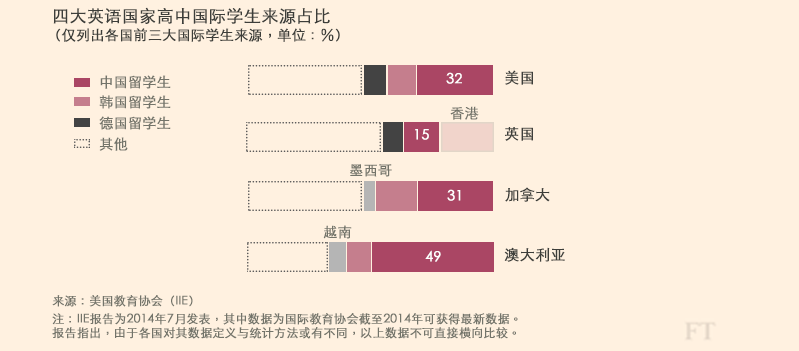 四大英语国家高中国际学生来源占比
(仅列出各国前三大国际学生来源，单位：%)
中国留学生
韩国留学生
德国留学生
其他
32
美国
香港
15
英国
墨西哥
31
加拿大
越南
49
澳大利亚
来源：美国教育协会（IIE）
注：IIE报告为2014年7月发表，其中数据为国际教育协会截至2014年可获得最新数据。
报告指出，由于各国对其数据定义与统计方法或有不同，以上数据不可直接横向比较。
FT